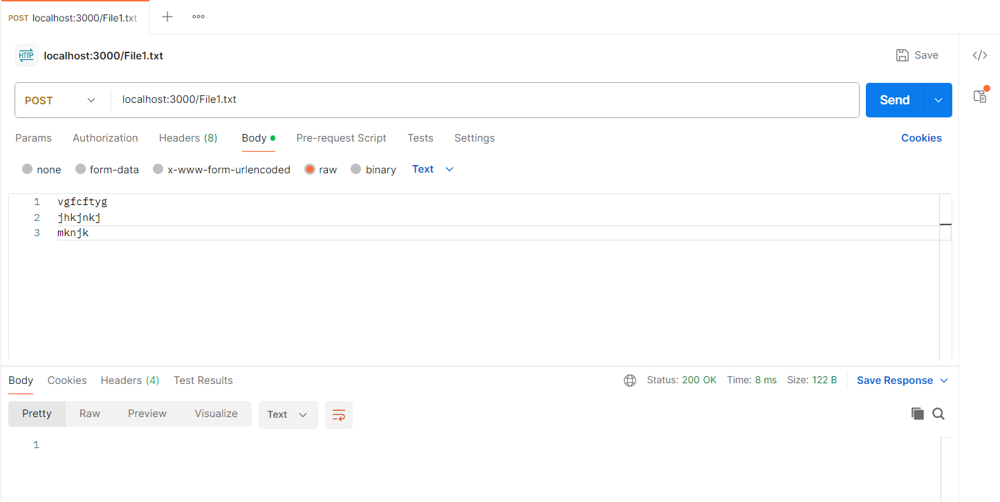 POST localhost:3000/File1.txt
HTTP localhost:3000/File1.txt
Save
POST localhost:3000/File1.txt
Send
Params Authorization Headers (8) Body Pre-request Script Tests Settings Cookies
none form-data x-www-form-urlencoded raw binary Text
1 vgfcftyg
2 jhkjnkj
3 mknjk
Body Cookies Headers (4) Test Results Status: 200 OK Time: 8 ms Size: 122 B Save Response
Pretty Raw Preview Visualize Text
1